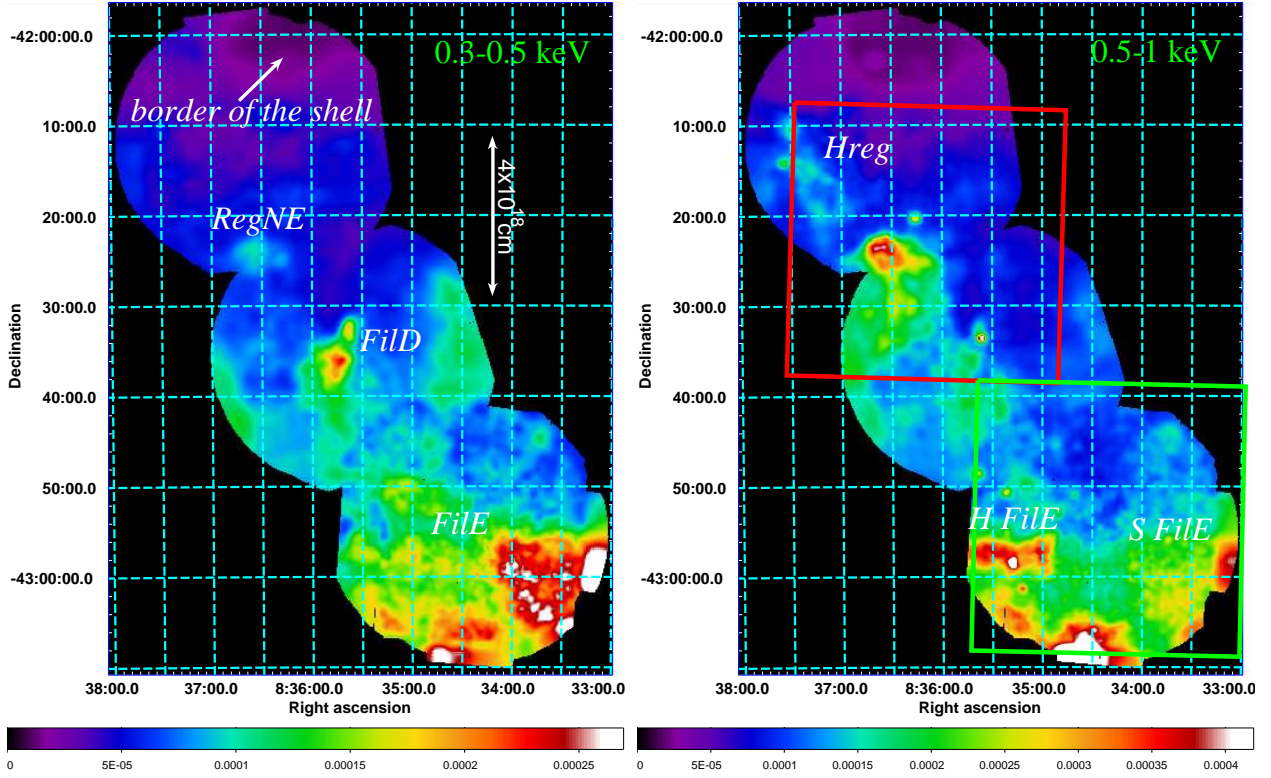 0.3-0.5 keV
border of the shell
RegNE
4x10^18 cm
FilD
FilE
-42:00:00.0
10:00.0
20:00.0
30:00.0
40:00.0
50:00.0
-43:00:00.0
Declination
38:00.0 37:00.0 8:36:00.0 35:00.0 34:00.0 33:00.0
Right ascension
0 5E-05 0.0001 0.00015 0.0002 0.00025
0.5-1 keV
Hreg
H FilE
S FilE
-42:00:00.0
10:00.0
20:00.0
30:00.0
40:00.0
50:00.0
-43:00:00.0
Declination
38:00.0 37:00.0 8:36:00.0 35:00.0 34:00.0 33:00.0
Right ascension
0 5E-05 0.0001 0.00015 0.0002 0.00025 0.0003 0.00035 0.0004